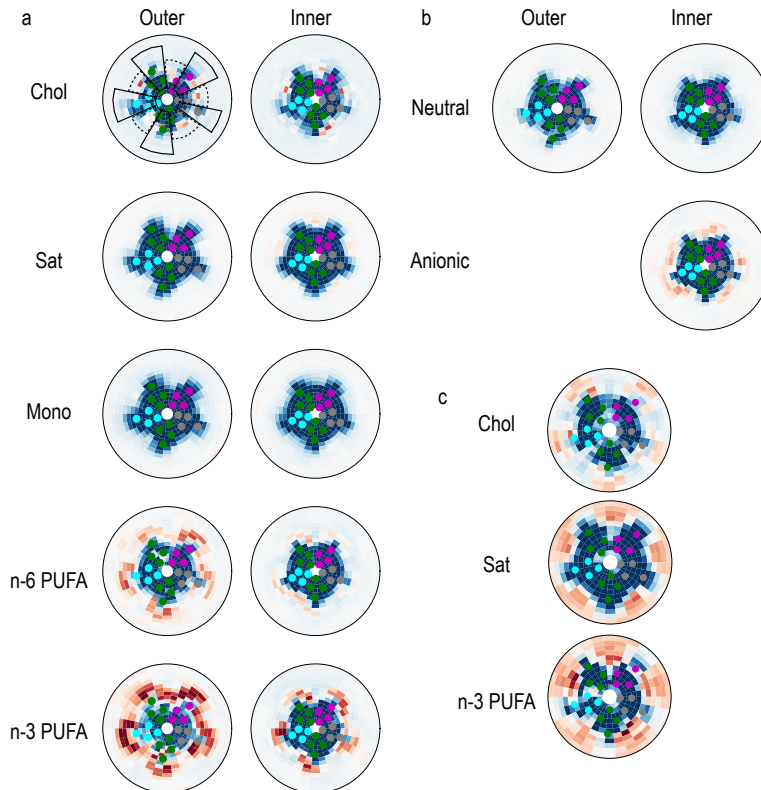 a
Outer
Inner
Chol
Sat
Mono
n-6 PUFA
n-3 PUFA
b
Outer
Inner
Neutral
Anionic
c
Chol
Sat
n-3 PUFA